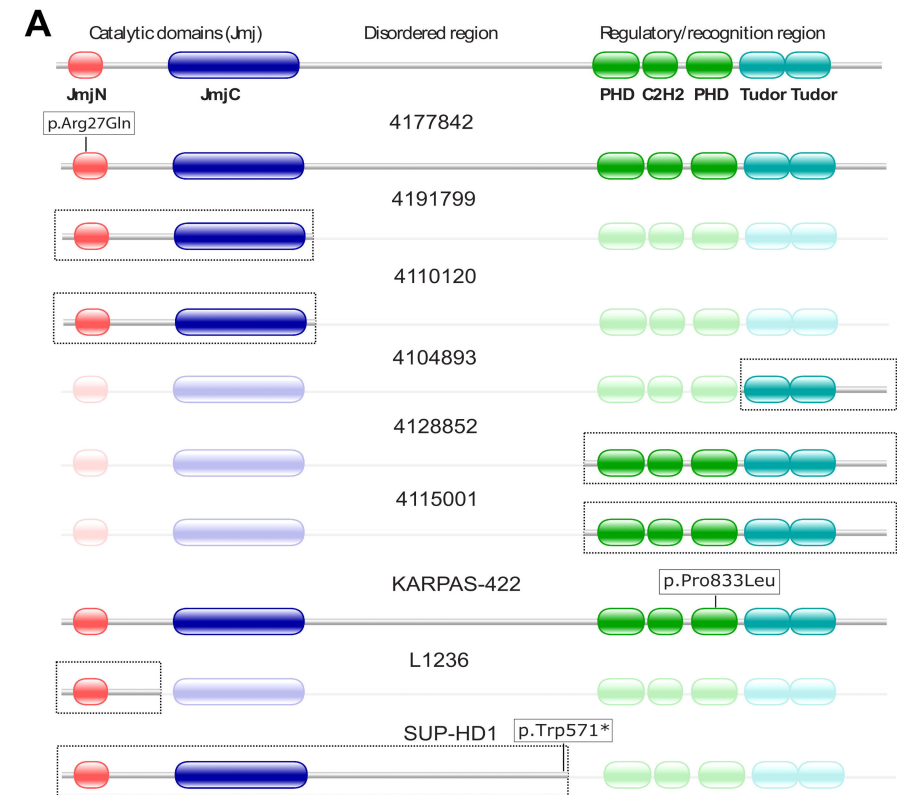 A
Catalytic domains (Jmj) Disordered region Regulatory/recognition region
JmjN JmjC PHD C2H2 PHD Tudor Tudor
p.Arg27Gln
4177842
4191799
4110120
4104893
4128852
4115001
KARPAS-422
p.Pro833Leu
L1236
SUP-HD1 p.Trp571*